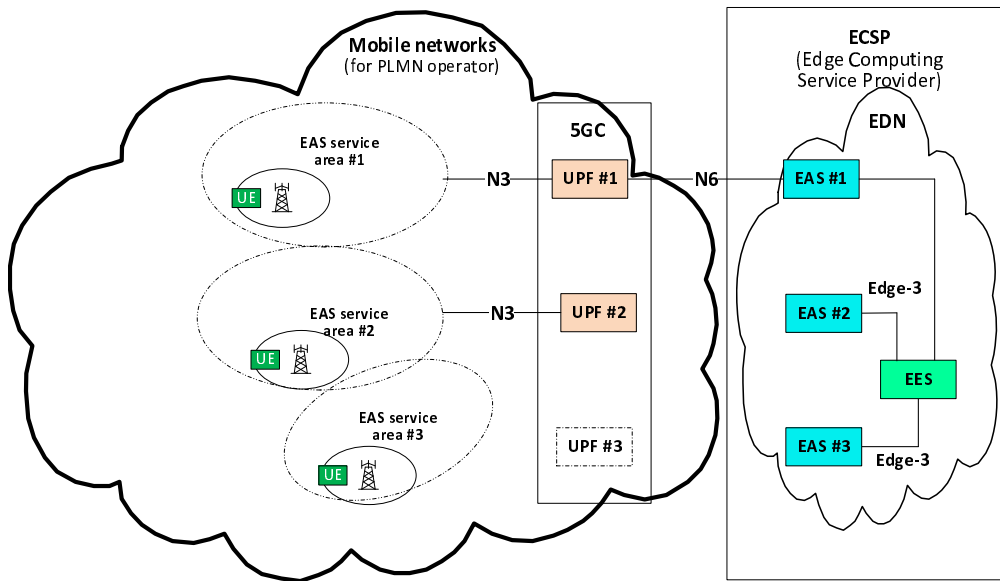 Mobile networks
(for PLMN operator)
ECSP
(Edge Computing
Service Provider)
EDN
5GC
EAS service
area #1
UE
N3
UPF #1
N6
EAS #1
EAS service
area #2
UE
N3
UPF #2
Edge-3
EAS #2
EES
EAS service
area #3
UE
UPF #3
EAS #3
Edge-3